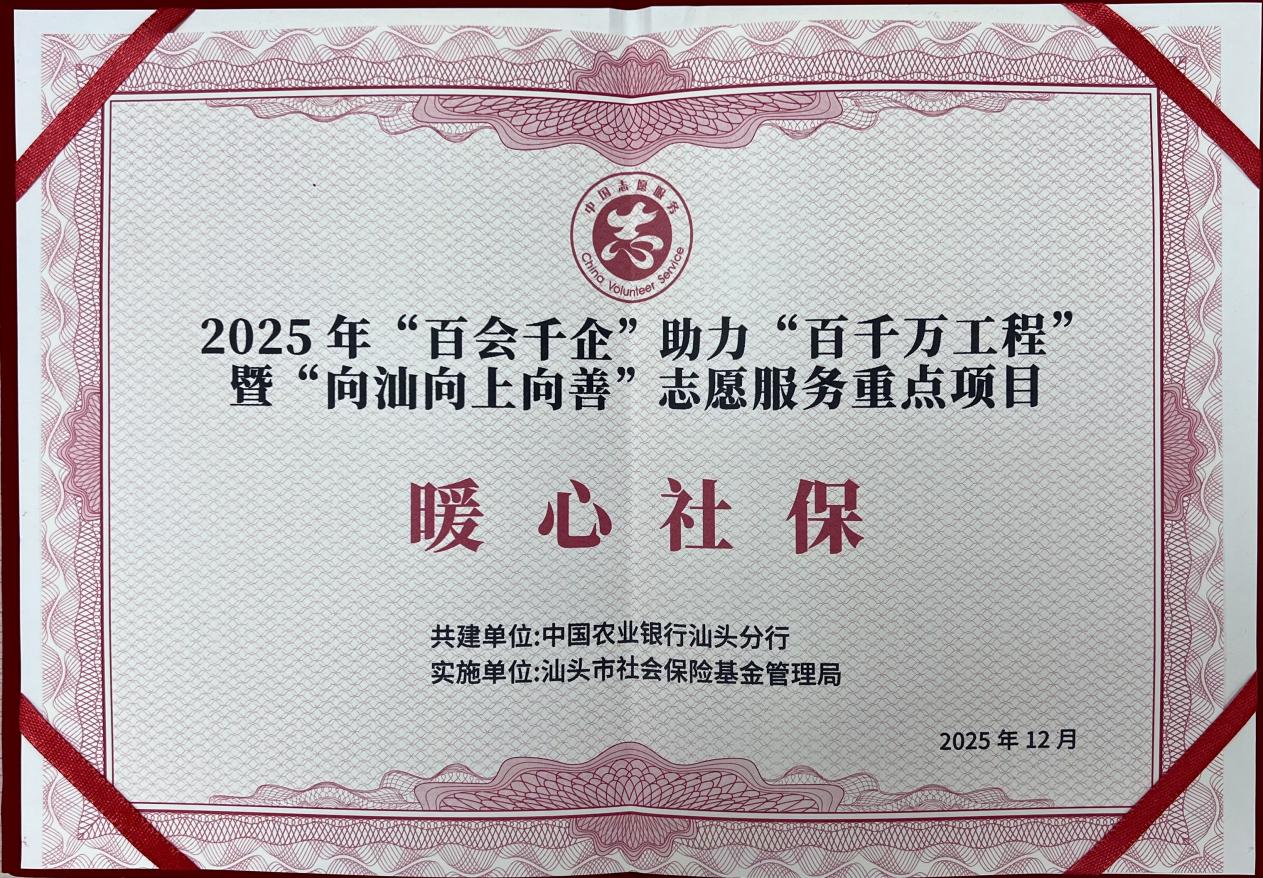 中国志愿服务
China Volunteer Service
2025年“百会千企”助力“百千万工程”
暨“向汕向上向善”志愿服务重点项目
暖心社保
共建单位:中国农业银行汕头分行
实施单位:汕头市社会保险基金管理局
2025年12月